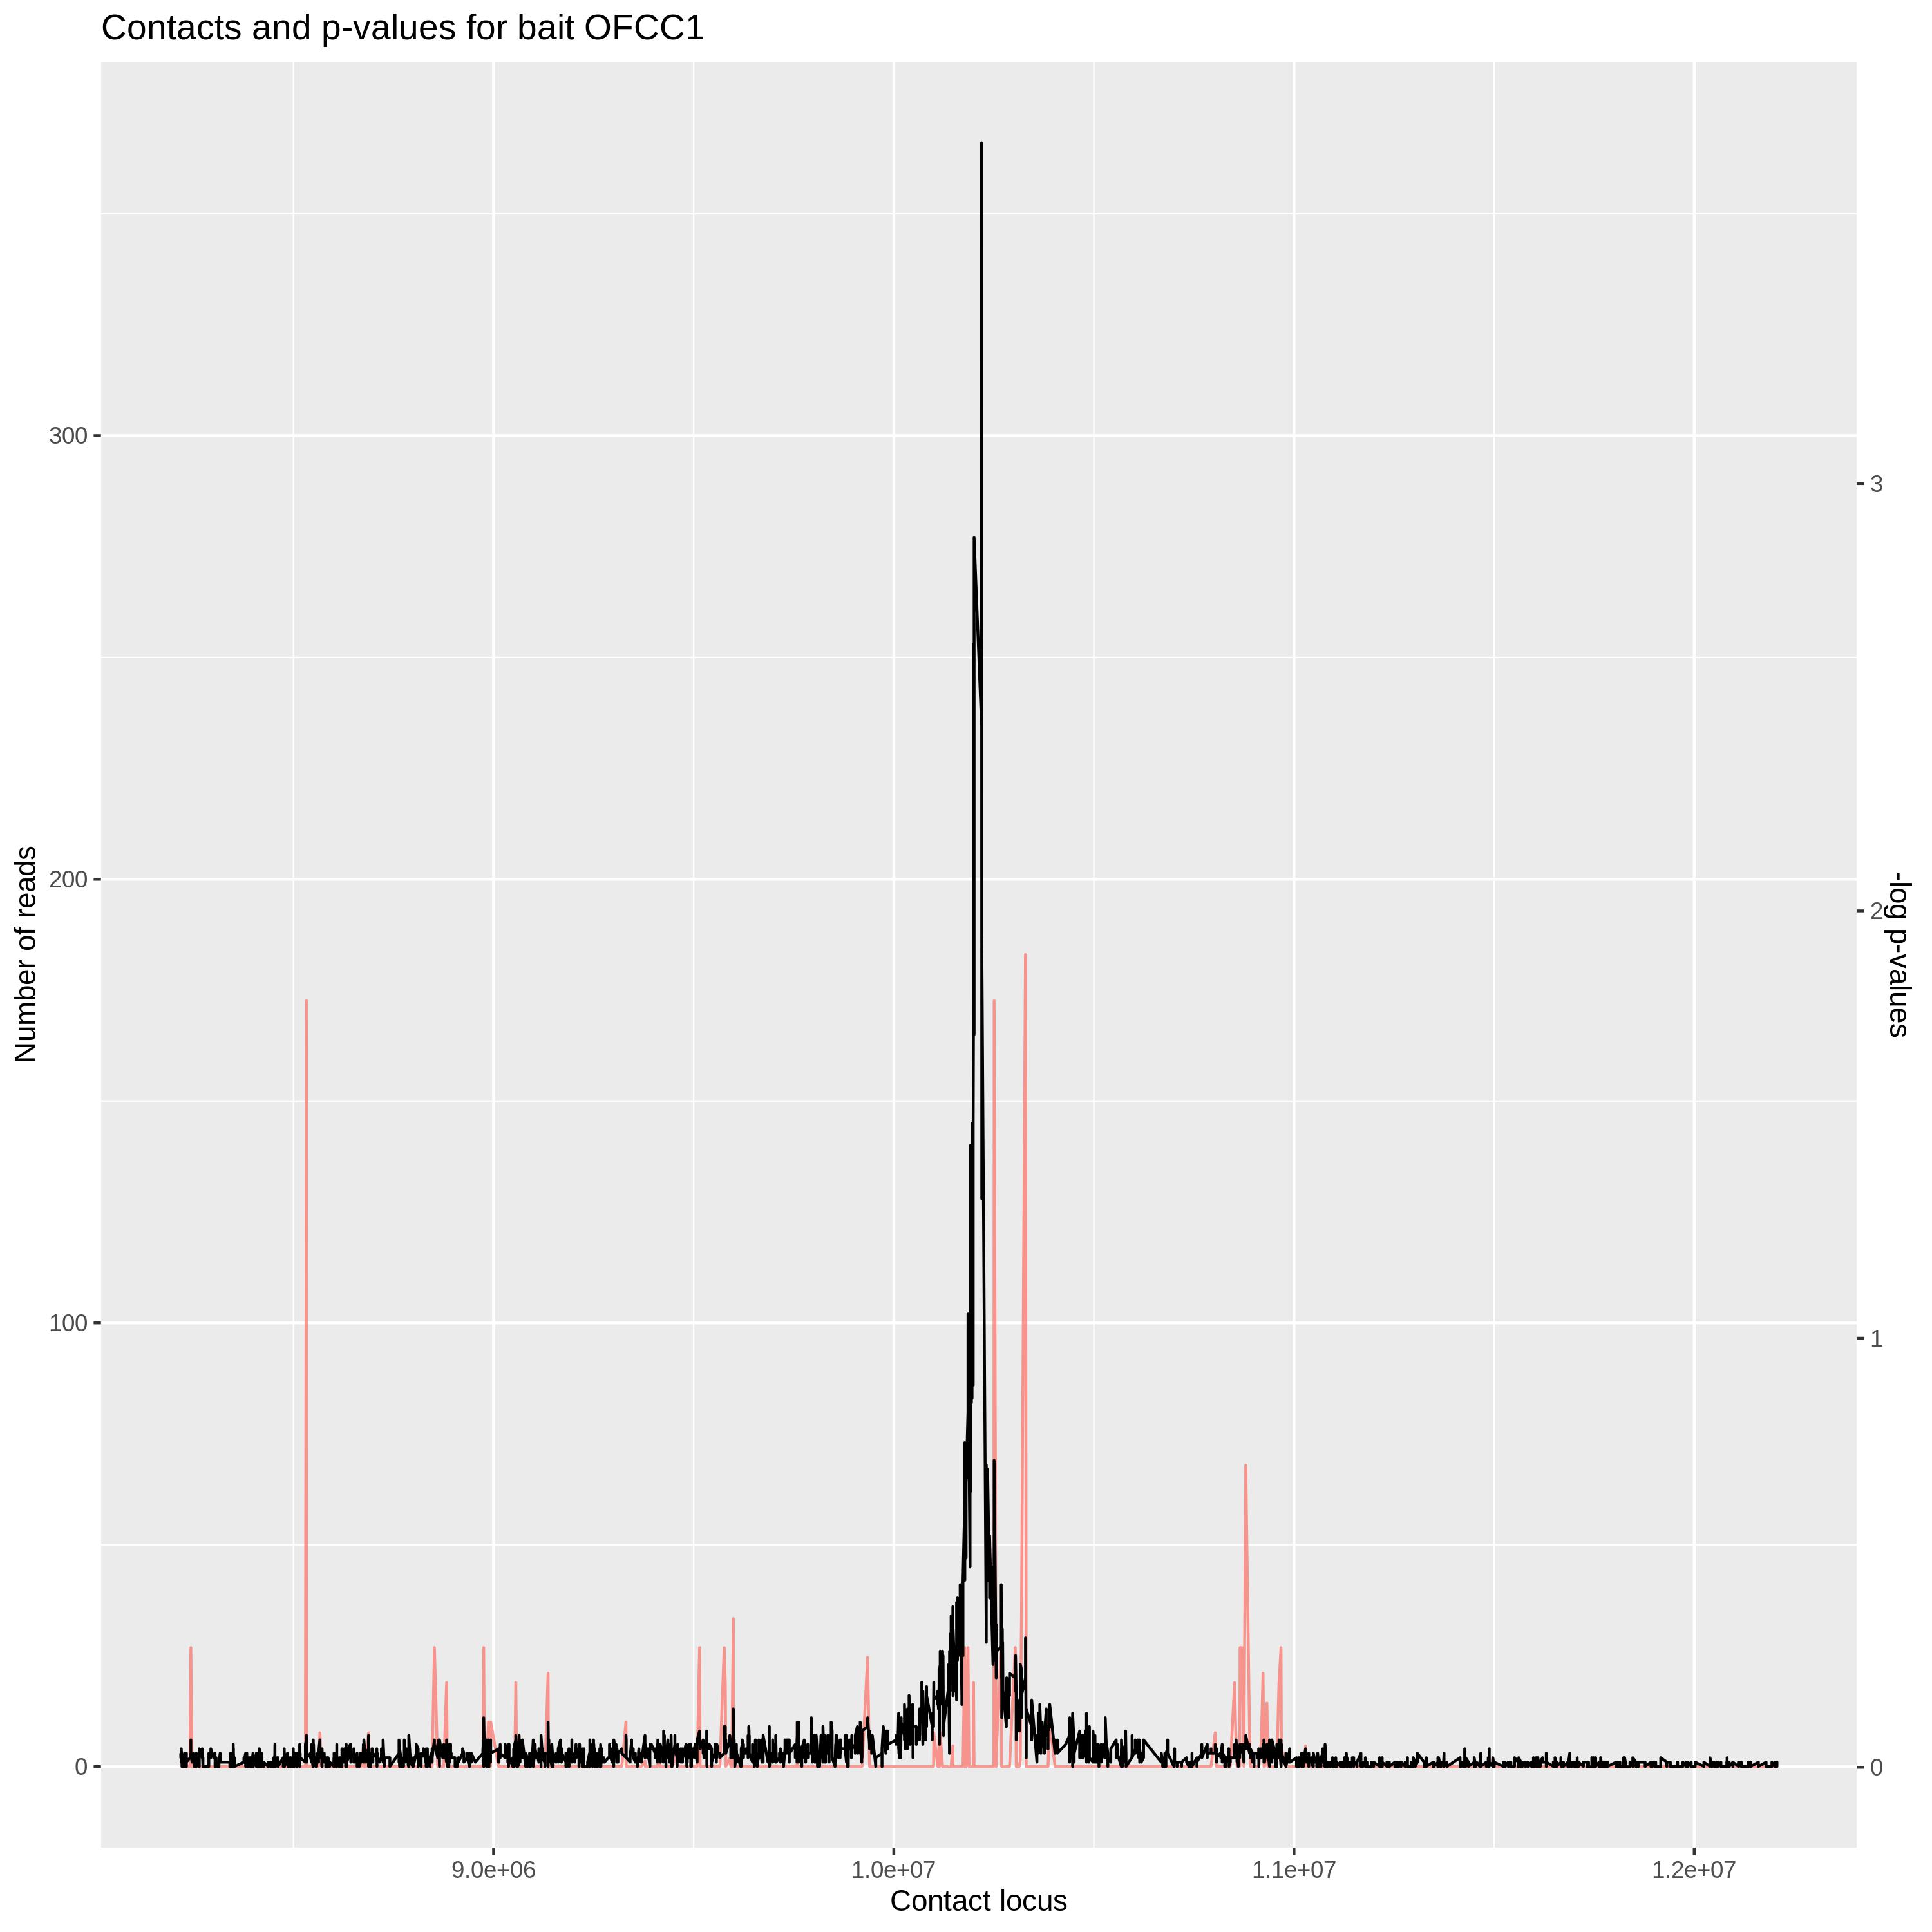 Contacts and p-values for bait OFCC1
Number of reads
300
200
100
0
3
2
1
0
-log p-values
9.0e+06
1.0e+07
1.1e+07
1.2e+07
Contact locus